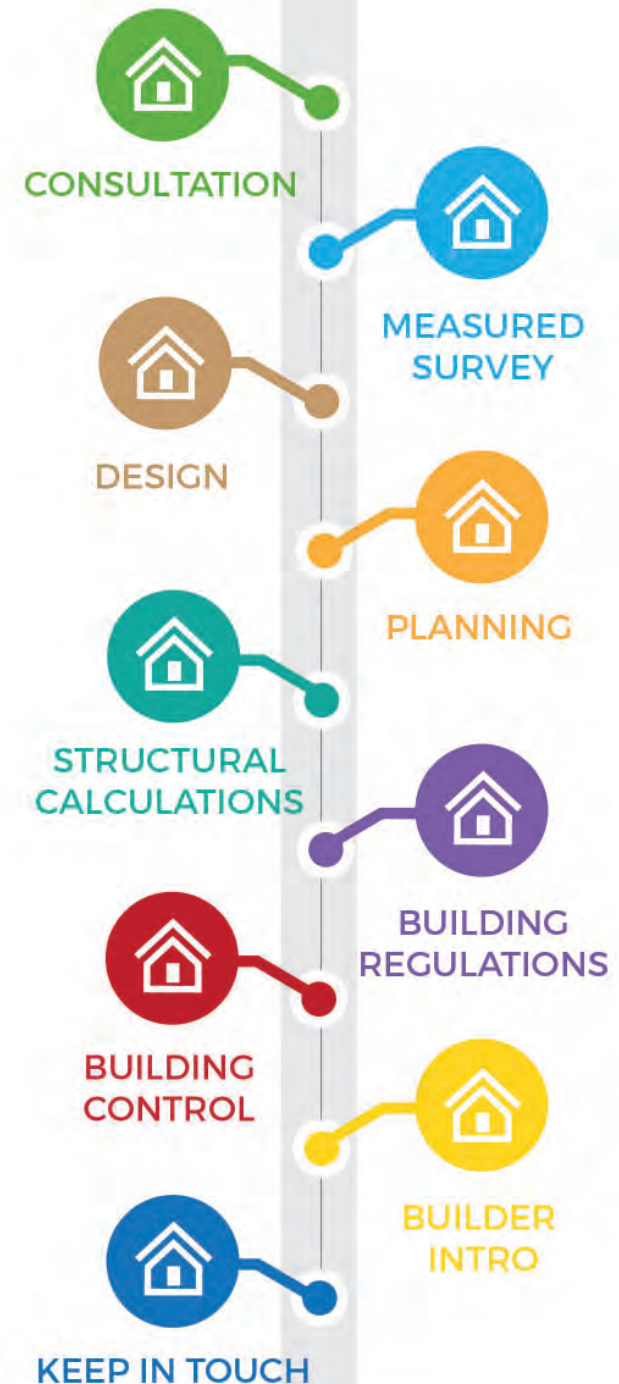 CONSULTATION
MEASURED
SURVEY
DESIGN
PLANNING
STRUCTURAL
CALCULATIONS
BUILDING
REGULATIONS
BUILDING
CONTROL
BUILDER
INTRO
KEEP IN TOUCH